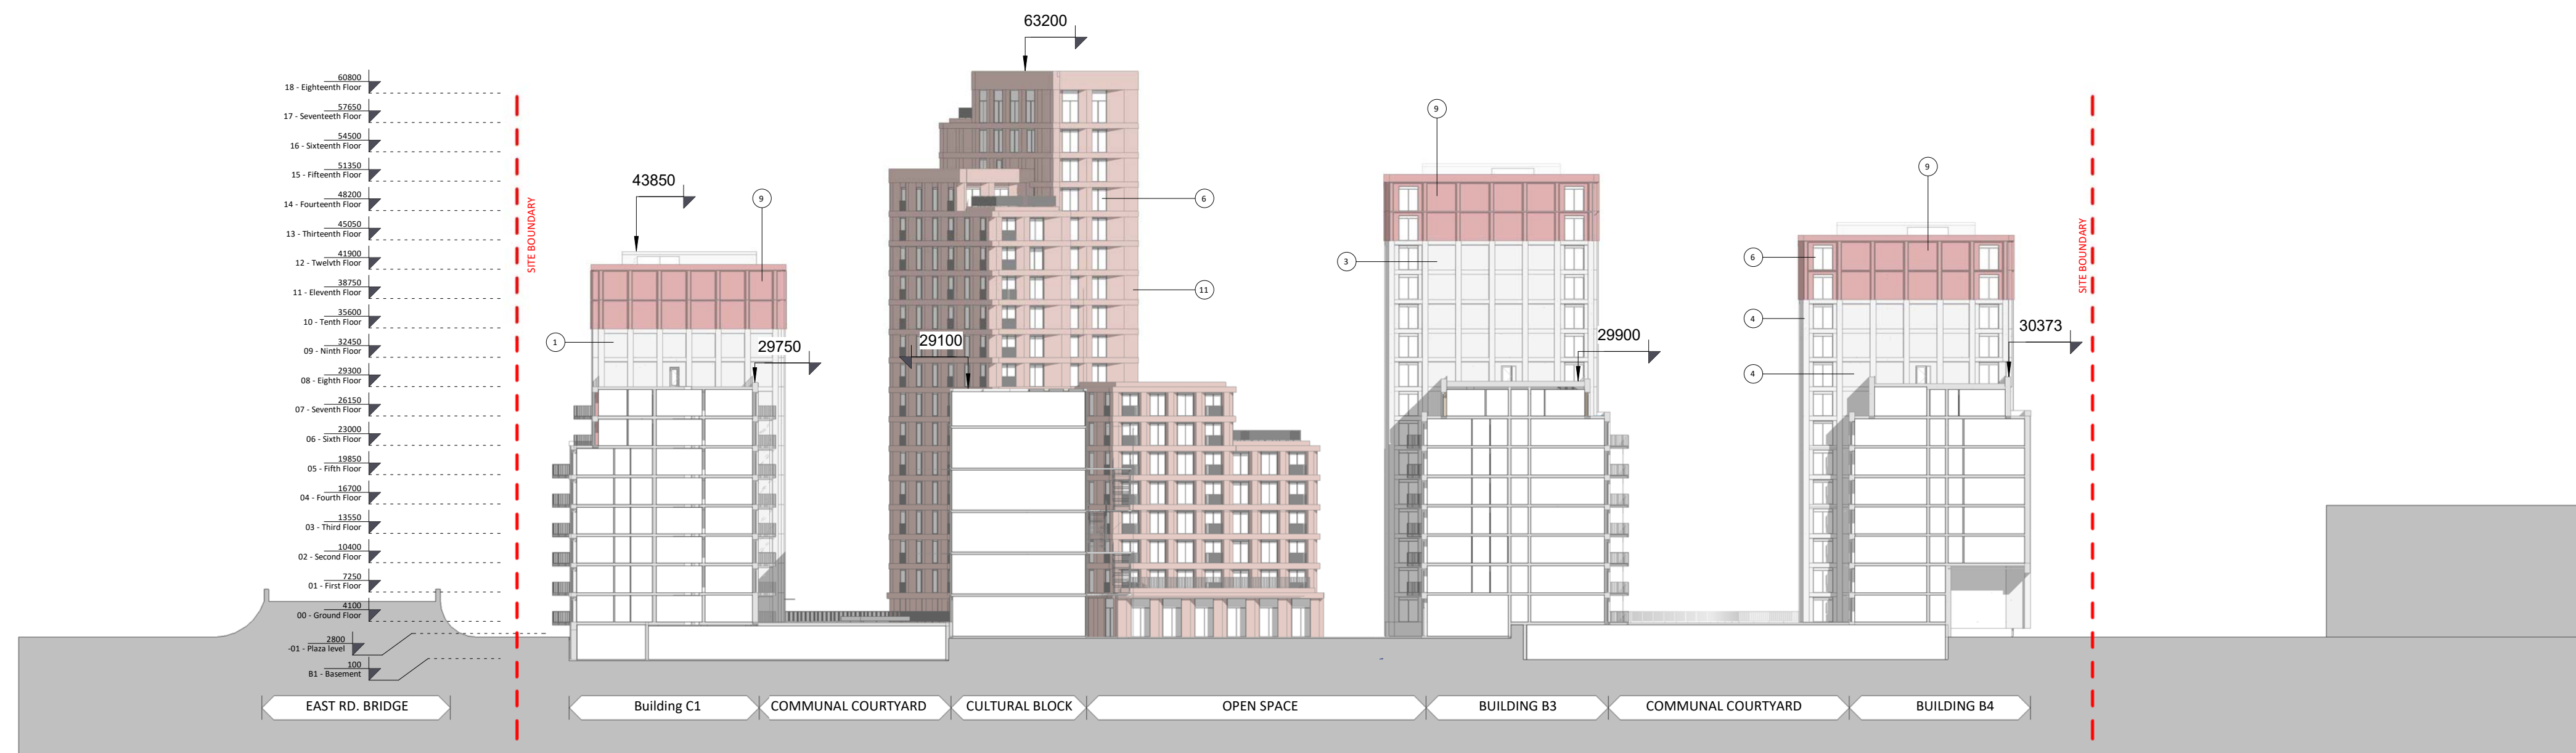 63200
60800
18 - Eighteenth Floor
57650
17 - Seventeeth Floor
54500
16 - Sixteenth Floor
51350
15 - Fifteenth Floor
48200
14 - Fourteenth Floor
45050
13 - Thirteenth Floor
41900
12 - Twelvth Floor
38750
11 - Eleventh Floor
35600
10 - Tenth Floor
32450
09 - Ninth Floor
29300
08 - Eighth Floor
26150
07 - Seventh Floor
23000
06 - Sixth Floor
19850
05 - Fifth Floor
16700
04 - Fourth Floor
13550
03 - Third Floor
10400
02 - Second Floor
7250
01 - First Floor
4100
00 - Ground Floor
2800
-01 - Plaza level
100
B1 - Basement
SITE BOUNDARY
43850
9
1
29750
29100
6
11
9
3
29900
9
6
4
4
30373
SITE BOUNDARY
EAST RD. BRIDGE
Building C1
COMMUNAL COURTYARD
CULTURAL BLOCK
OPEN SPACE
BUILDING B3
COMMUNAL COURTYARD
BUILDING B4